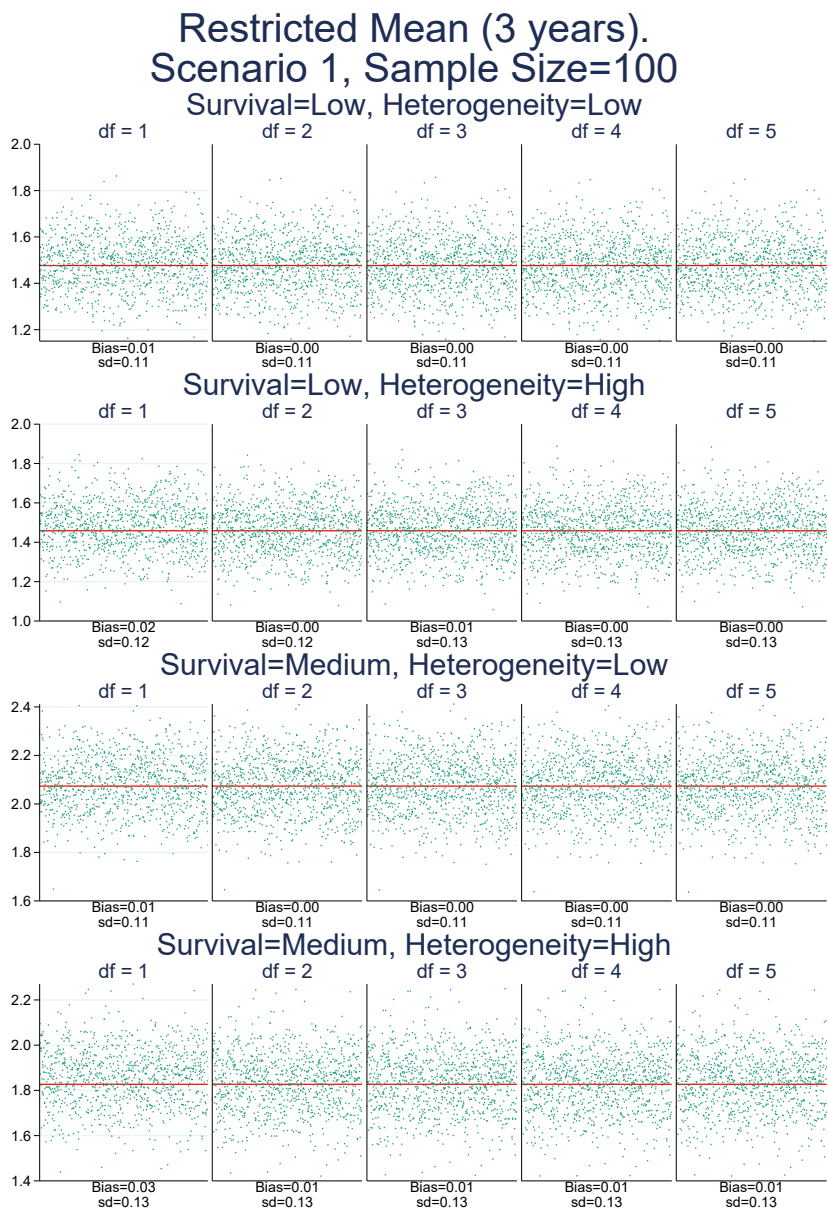 Restricted Mean (3 years).
Scenario 1, Sample Size=100
Survival=Low, Heterogeneity=Low
df = 1 df = 2 df = 3 df = 4 df = 5
2.0
1.8
1.6
1.4
1.2
Bias=0.01 Bias=0.00 Bias=0.00 Bias=0.00 Bias=0.00
sd=0.11 sd=0.11 sd=0.11 sd=0.11 sd=0.11
Survival=Low, Heterogeneity=High
df = 1 df = 2 df = 3 df = 4 df = 5
2.0
1.8
1.6
1.4
1.2
1.0
Bias=0.02 Bias=0.00 Bias=0.01 Bias=0.00 Bias=0.00
sd=0.12 sd=0.12 sd=0.13 sd=0.13 sd=0.13
Survival=Medium, Heterogeneity=Low
df = 1 df = 2 df = 3 df = 4 df = 5
2.4
2.2
2.0
1.8
1.6
Bias=0.01 Bias=0.00 Bias=0.00 Bias=0.00 Bias=0.00
sd=0.11 sd=0.11 sd=0.11 sd=0.11 sd=0.11
Survival=Medium, Heterogeneity=High
df = 1 df = 2 df = 3 df = 4 df = 5
2.2
2.0
1.8
1.6
1.4
Bias=0.03 Bias=0.01 Bias=0.01 Bias=0.01 Bias=0.01
sd=0.13 sd=0.13 sd=0.13 sd=0.13 sd=0.13